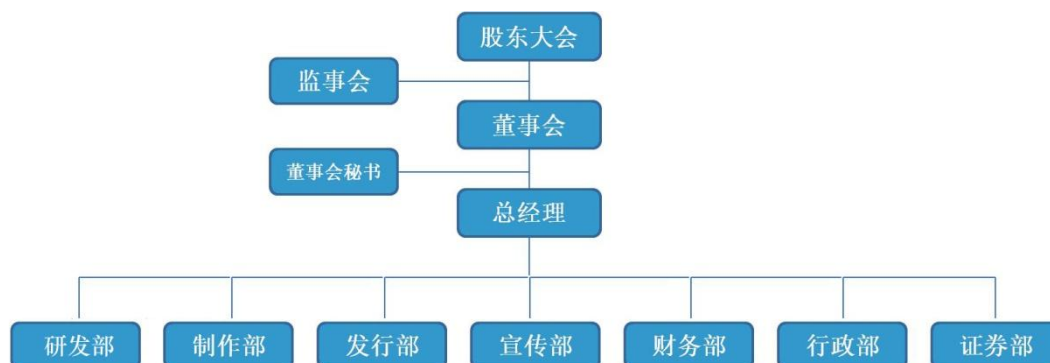 股东大会
监事会
董事会
董事会秘书
总经理
研发部
制作部
发行部
宣传部
财务部
行政部
证券部